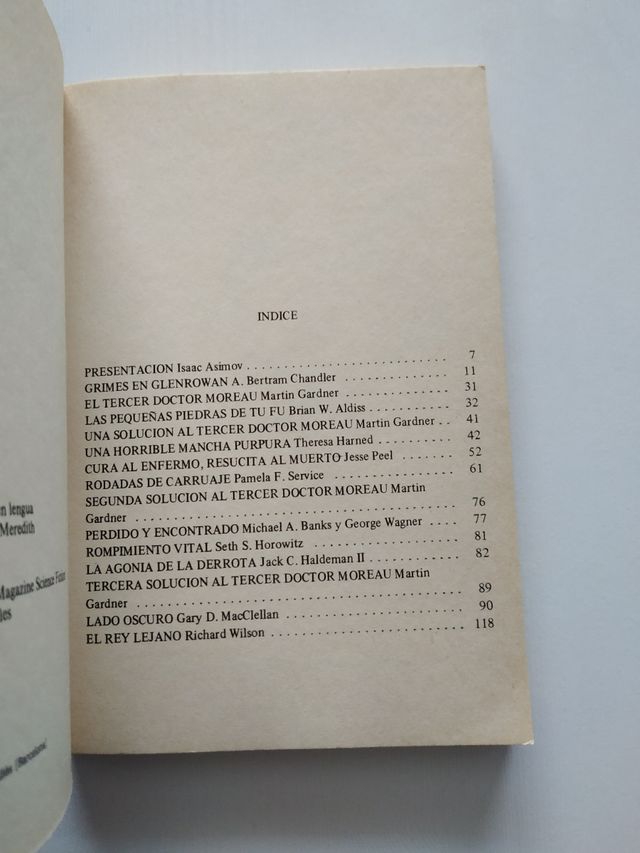 INDICE
PRESENTACION Isaac Asimov . . . . . . . . . . . . . . . . . . . . . . . . . . . . 7
GRIMES EN GLENROWAN A. Bertram Chandler . . . . . . . . . . . . . . 11
EL TERCER DOCTOR MOREAU Martin Gardner . . . . . . . . . . . . . . 31
LAS PEQUEÑAS PIEDRAS DE TU FU Brian W. Aldiss . . . . . . . . . . . 32
UNA SOLUCION AL TERCER DOCTOR MOREAU Martin Gardner . . 41
UNA HORRIBLE MANCHA PURPURA Theresa Harned . . . . . . . . . . 42
CURA AL ENFERMO, RESUCITA AL MUERTO Jesse Peel . . . . . . . 52
RODADAS DE CARRUAJE Pamela F. Service . . . . . . . . . . . . . . . . . 61
SEGUNDA SOLUCION AL TERCER DOCTOR MOREAU Martin
Gardner . . . . . . . . . . . . . . . . . . . . . . . . . . . . . . . . . . . . . . . . . . 76
PERDIDO Y ENCONTRADO Michael A. Banks y George Wagner . . . . 77
ROMPIMIENTO VITAL Seth S. Horowitz . . . . . . . . . . . . . . . . . . . . 81
LA AGONIA DE LA DERROTA Jack C. Haldeman II . . . . . . . . . . . . 82
TERCERA SOLUCION AL TERCER DOCTOR MOREAU Martin
Gardner . . . . . . . . . . . . . . . . . . . . . . . . . . . . . . . . . . . . . . . . . . 89
LADO OSCURO Gary D. MacClellan . . . . . . . . . . . . . . . . . . . . . . . 90
EL REY LEJANO Richard Wilson . . . . . . . . . . . . . . . . . . . . . . . . . 118
en lengua
Meredith
Magazine Science Fiction